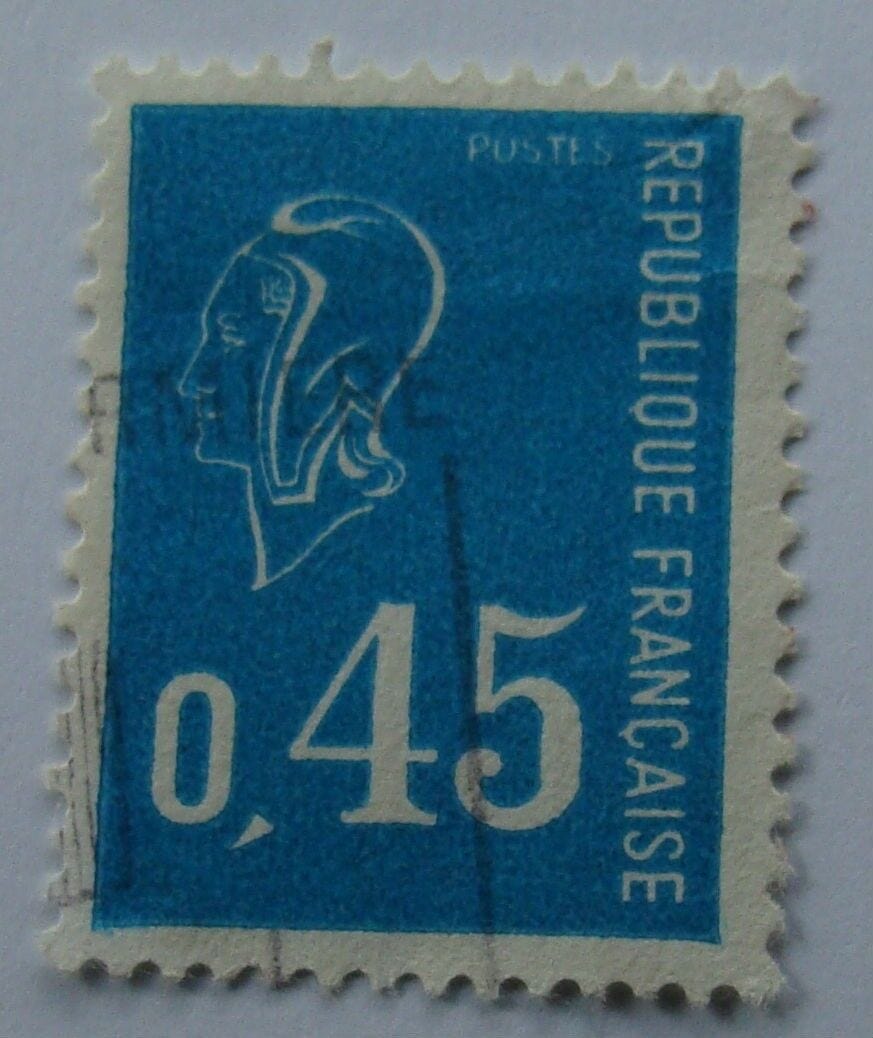 POSTES
REPUBLIQUE FRANÇAISE
0,45